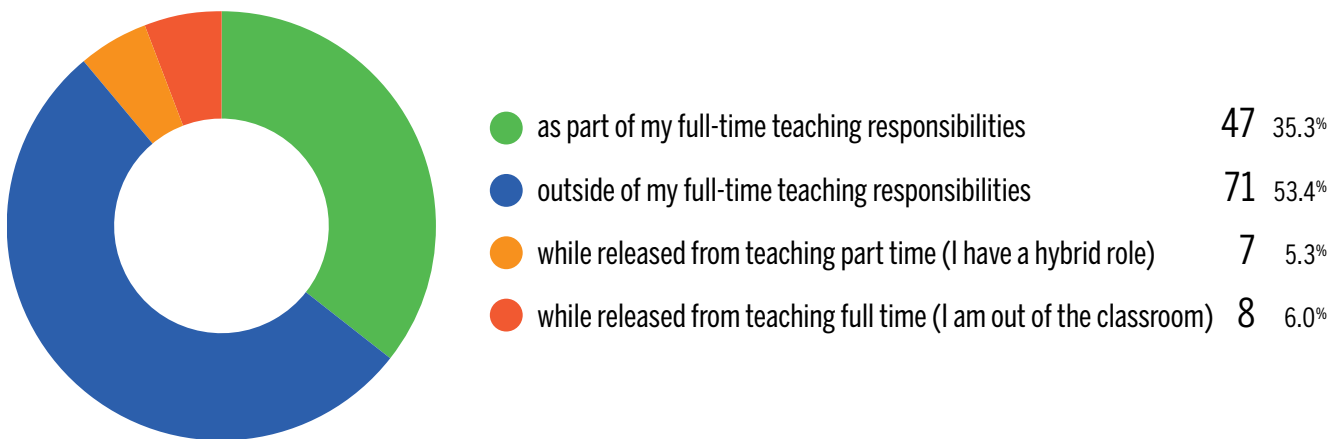 as part of my full-time teaching responsibilities 47 35.3%
outside of my full-time teaching responsibilities 71 53.4%
while released from teaching part time (I have a hybrid role) 7 5.3%
while released from teaching full time (I am out of the classroom) 8 6.0%